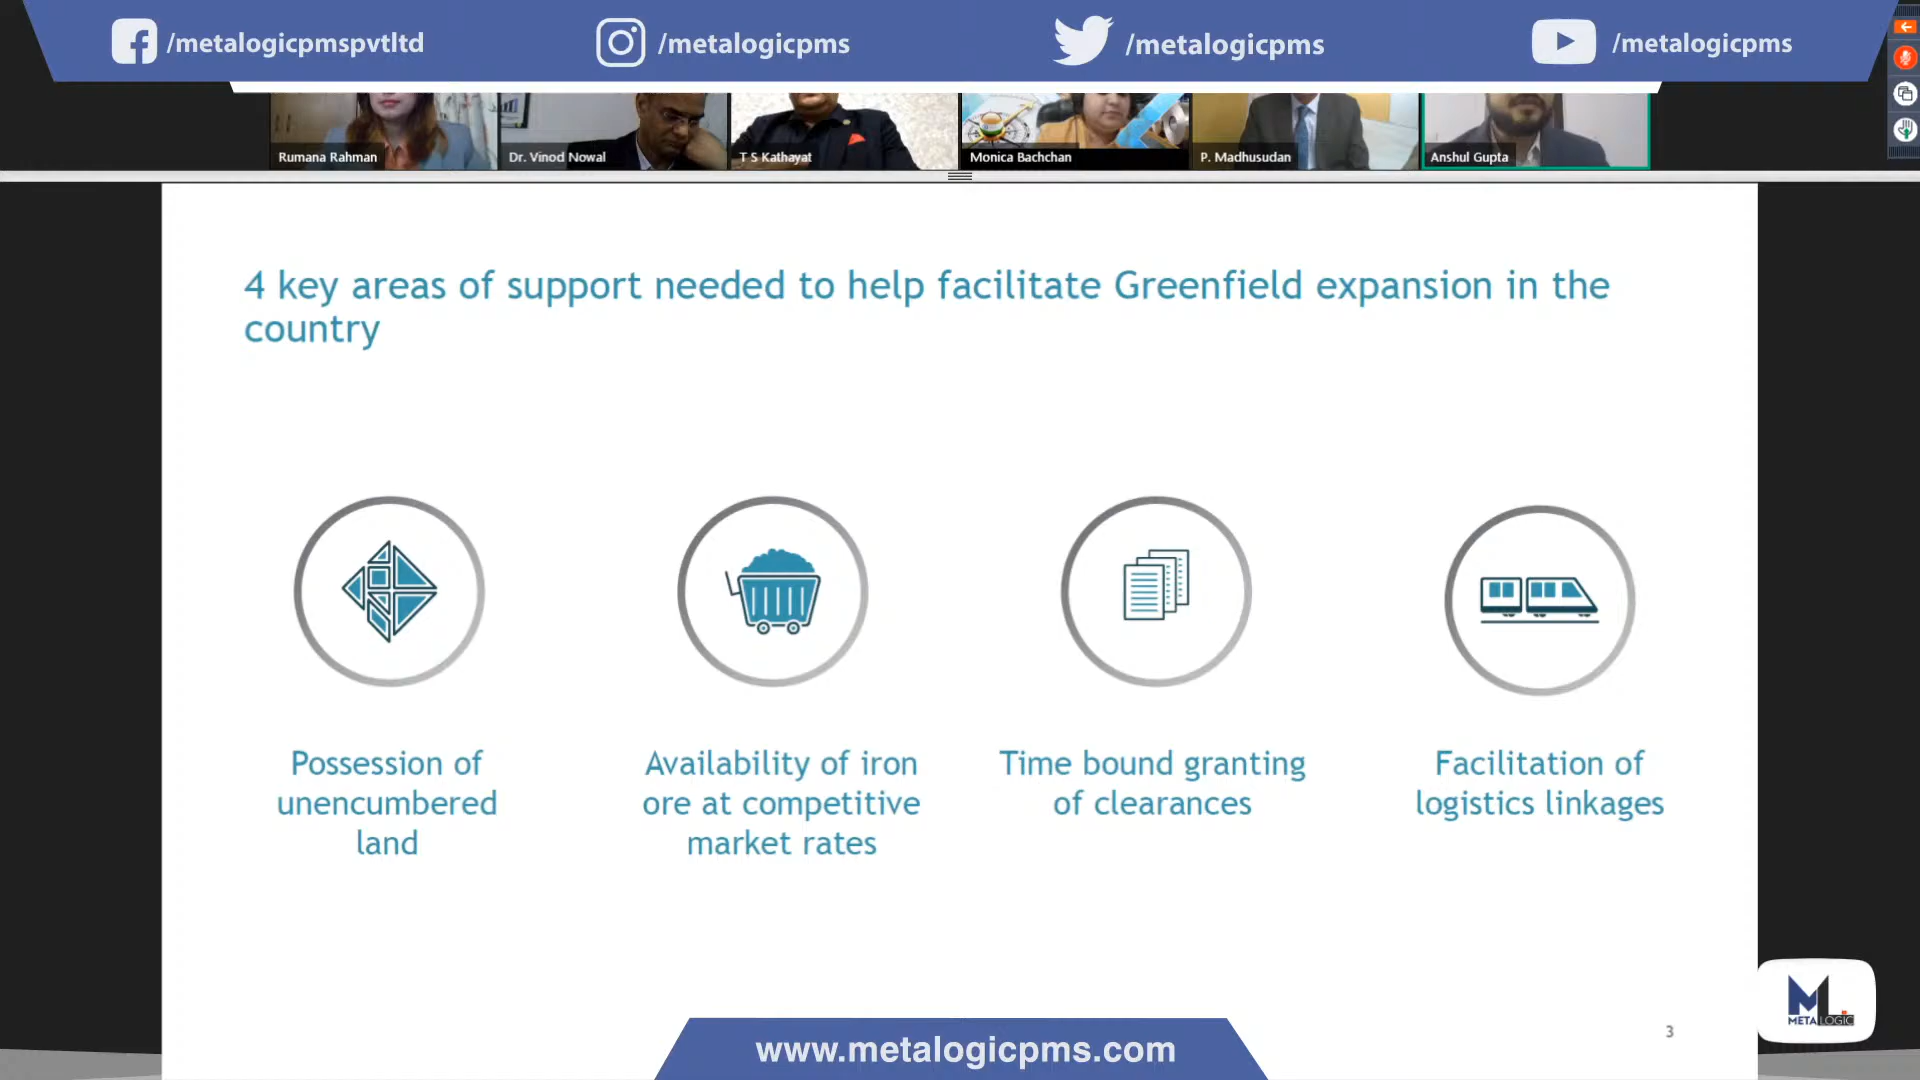 /metalogicpmspvtltd
/metalogicpms
/metalogicpms
/metalogicpms
Rumana Rahman
Dr. Vinod Nowal
T S Kathayat
Monica Bachchan
P. Madhusudan
Anshul Gupta
4 key areas of support needed to help facilitate Greenfield expansion in the
country
Possession of
unencumbered
land
Availability of iron
ore at competitive
market rates
Time bound granting
of clearances
Facilitation of
logistics linkages
3
ML
METALOGIC
www.metalogicpms.com